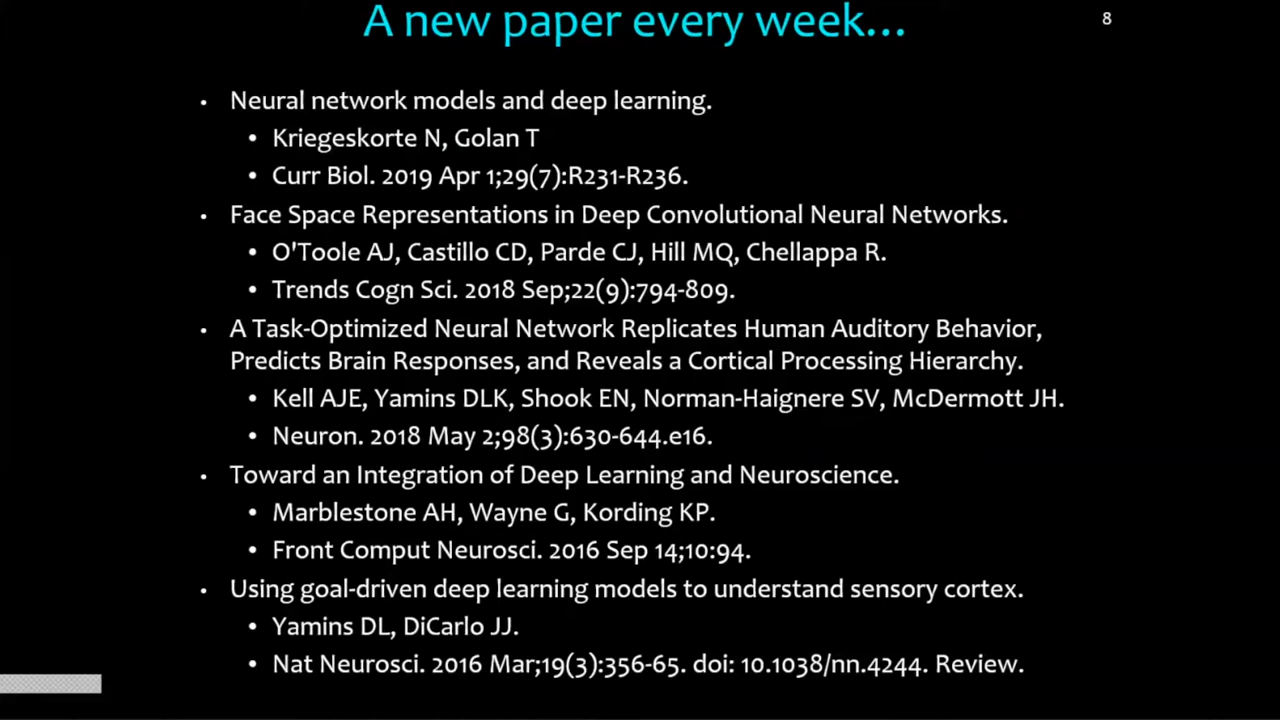 A new paper every week...
8
• Neural network models and deep learning.
• Kriegeskorte N, Golan T
• Curr Biol. 2019 Apr 1;29(7):R231-R236.
• Face Space Representations in Deep Convolutional Neural Networks.
• O'Toole AJ, Castillo CD, Parde CJ, Hill MQ, Chellappa R.
• Trends Cogn Sci. 2018 Sep;22(9):794-809.
• A Task-Optimized Neural Network Replicates Human Auditory Behavior,
Predicts Brain Responses, and Reveals a Cortical Processing Hierarchy.
• Kell AJE, Yamins DLK, Shook EN, Norman-Haignere SV, McDermott JH.
• Neuron. 2018 May 2;98(3):630-644.e16.
• Toward an Integration of Deep Learning and Neuroscience.
• Marblestone AH, Wayne G, Kording KP.
• Front Comput Neurosci. 2016 Sep 14;10:94.
• Using goal-driven deep learning models to understand sensory cortex.
• Yamins DL, DiCarlo JJ.
• Nat Neurosci. 2016 Mar;19(3):356-65. doi: 10.1038/nn.4244. Review.